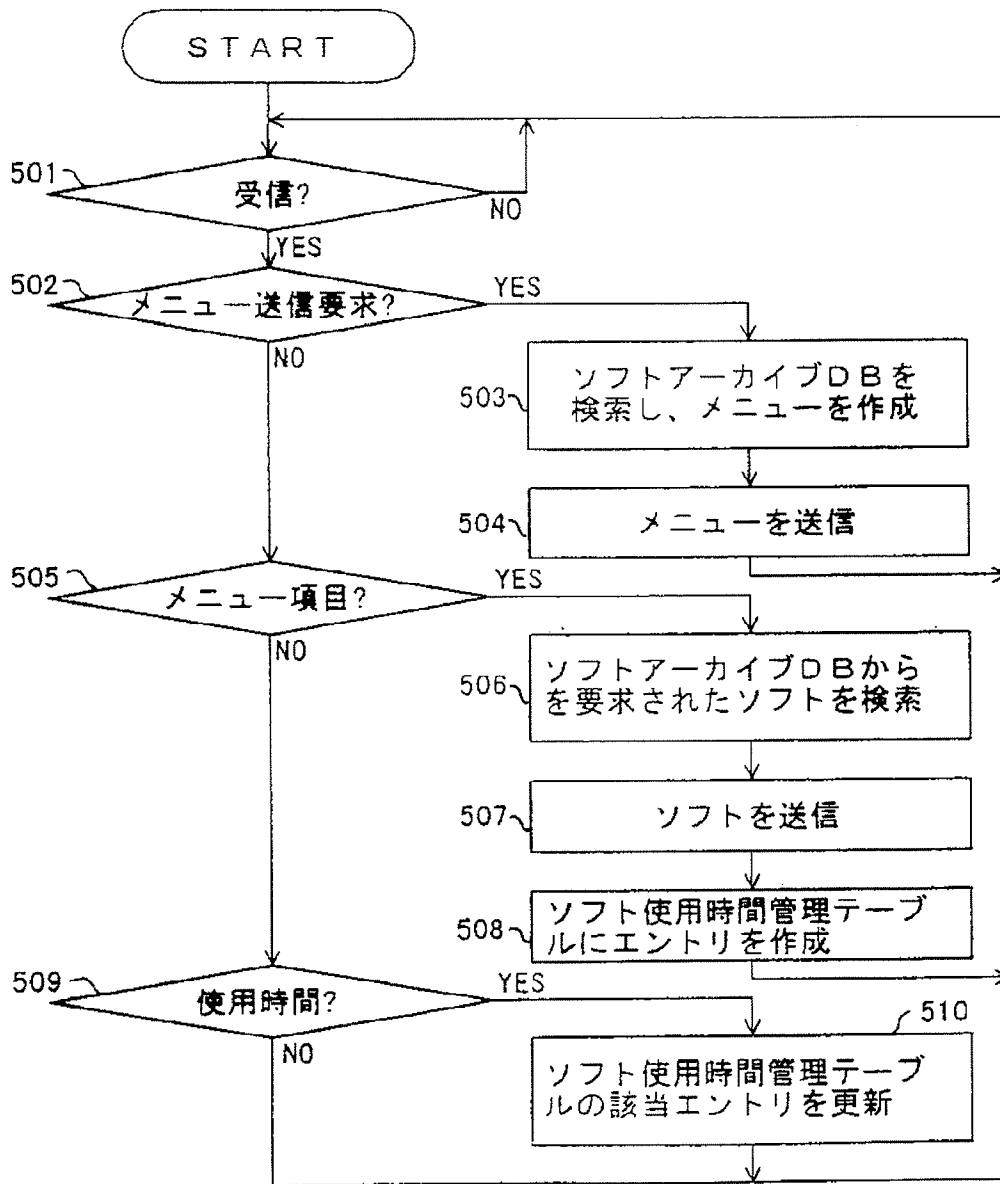 START
501
受信?
NO
YES
502
メニュー送信要求?
YES
NO
503
ソフトアーカイブDBを
検索し、メニューを作成
504
メニューを送信
505
メニュー項目?
YES
NO
506
ソフトアーカイブDBから
を要求されたソフトを検索
507
ソフトを送信
508
ソフト使用時間管理テーブ
ルにエントリを作成
509
使用時間?
YES
NO
510
ソフト使用時間管理テーブ
ルの該当エントリを更新